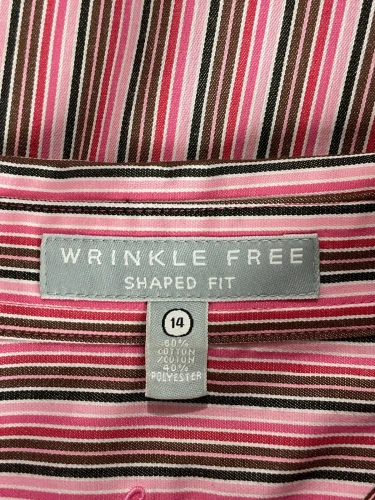 WRINKLE FREE
SHAPED FIT
14
60%
COTTON
40%
POLYESTER